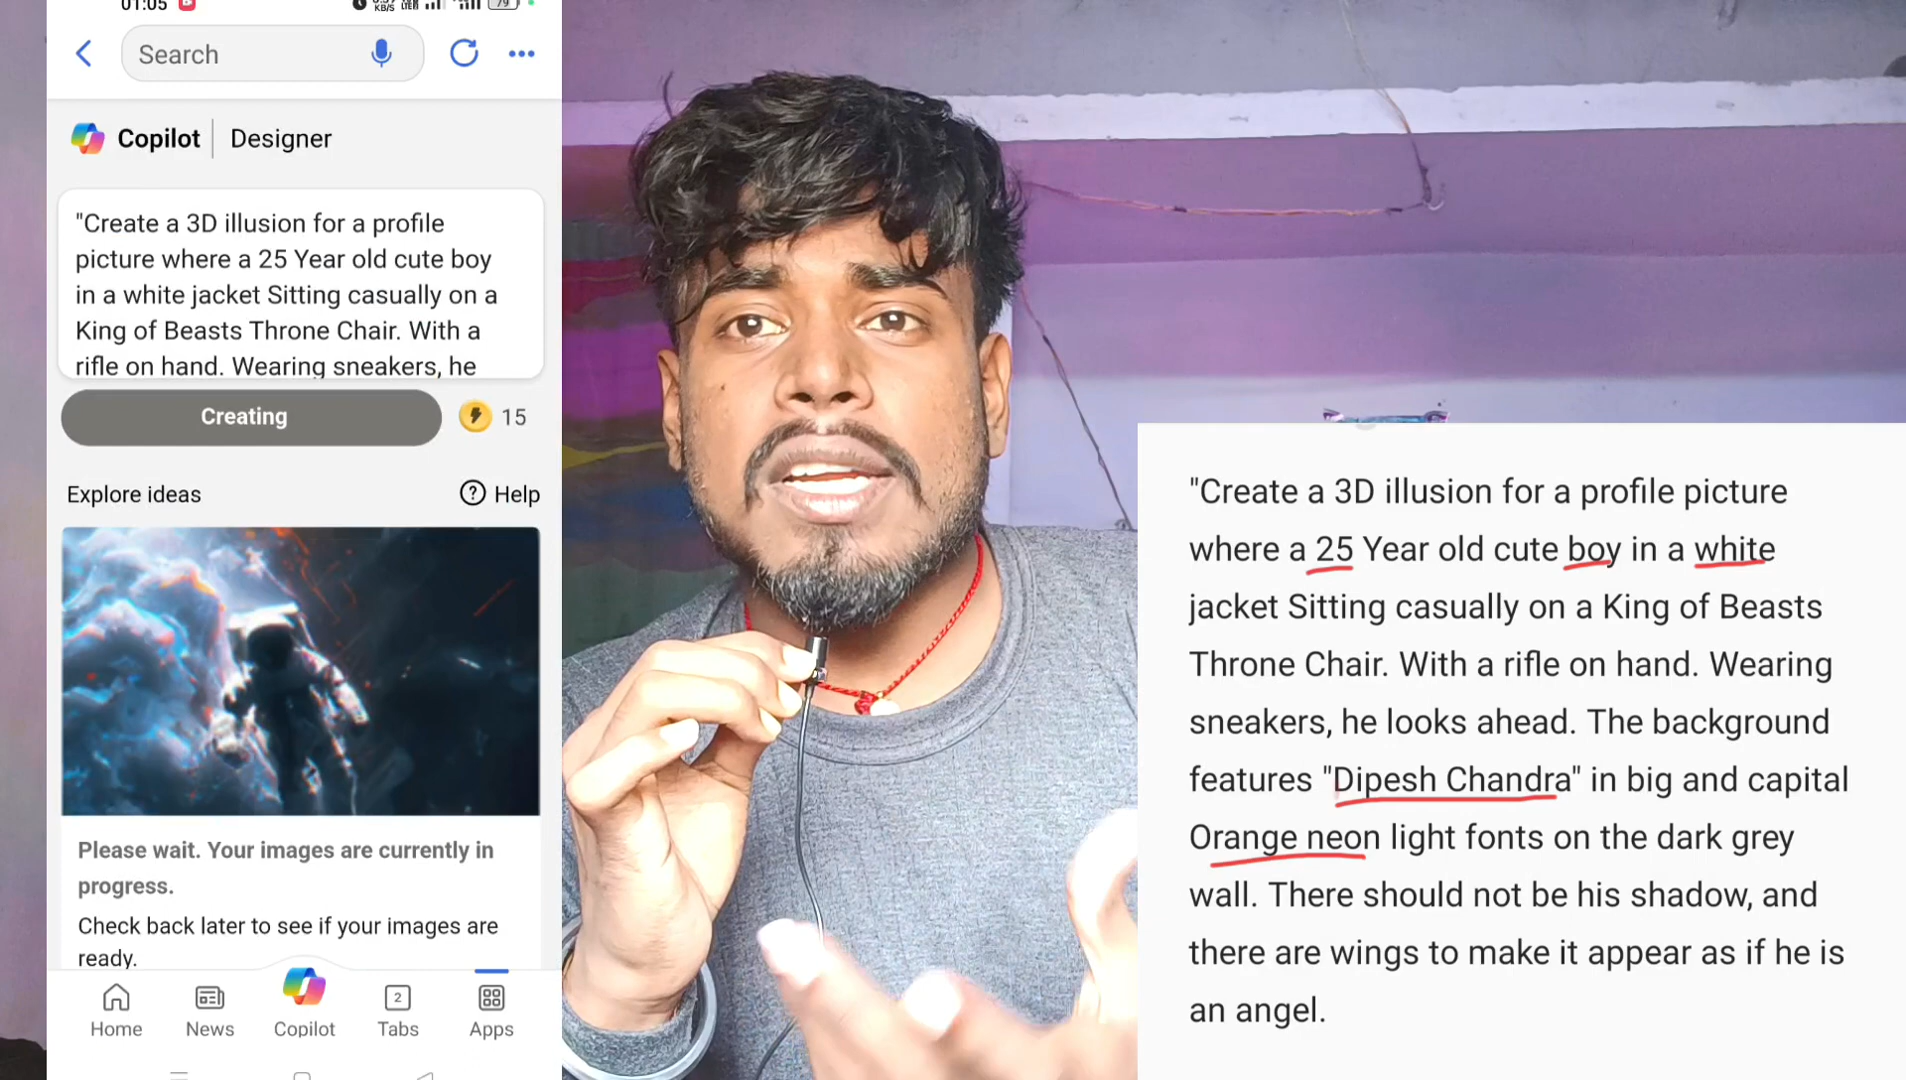 01:05
KB/S
79
Search
Copilot | Designer
"Create a 3D illusion for a profile
picture where a 25 Year old cute boy
in a white jacket Sitting casually on a
King of Beasts Throne Chair. With a
rifle on hand. Wearing sneakers, he
Creating
15
Explore ideas
Help
Please wait. Your images are currently in
progress.
Check back later to see if your images are
ready.
Home
News
Copilot
2
Tabs
Apps
"Create a 3D illusion for a profile picture
where a 25 Year old cute boy in a white
jacket Sitting casually on a King of Beasts
Throne Chair. With a rifle on hand. Wearing
sneakers, he looks ahead. The background
features "Dipesh Chandra" in big and capital
Orange neon light fonts on the dark grey
wall. There should not be his shadow, and
there are wings to make it appear as if he is
an angel.